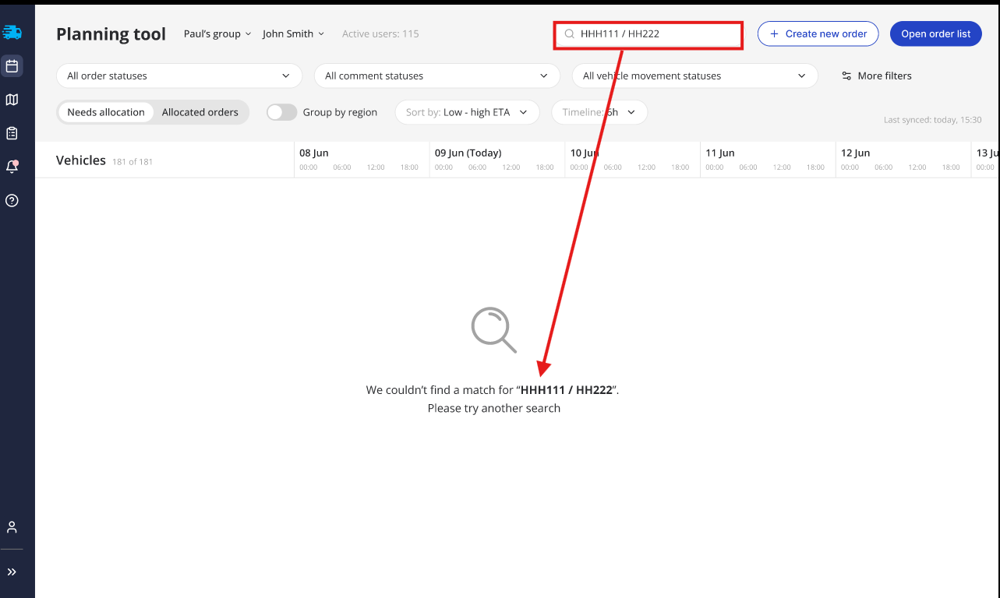 Planning tool
Paul's group
John Smith
Active users: 115
HHH111 / HH222
+ Create new order
Open order list
All order statuses
All comment statuses
All vehicle movement statuses
More filters
Needs allocation
Allocated orders
Group by region
Sort by: Low - high ETA
Timeline: 6h
Last synced: today, 15:30
Vehicles 181 of 181
08 Jun
00:00 06:00 12:00 18:00
09 Jun (Today)
00:00 06:00 12:00 18:00
10 Jun
00:00 06:00 12:00 18:00
11 Jun
00:00 06:00 12:00 18:00
12 Jun
00:00 06:00 12:00 18:00
13 Ju
00:00
We couldn't find a match for “HHH111 / HH222”.
Please try another search